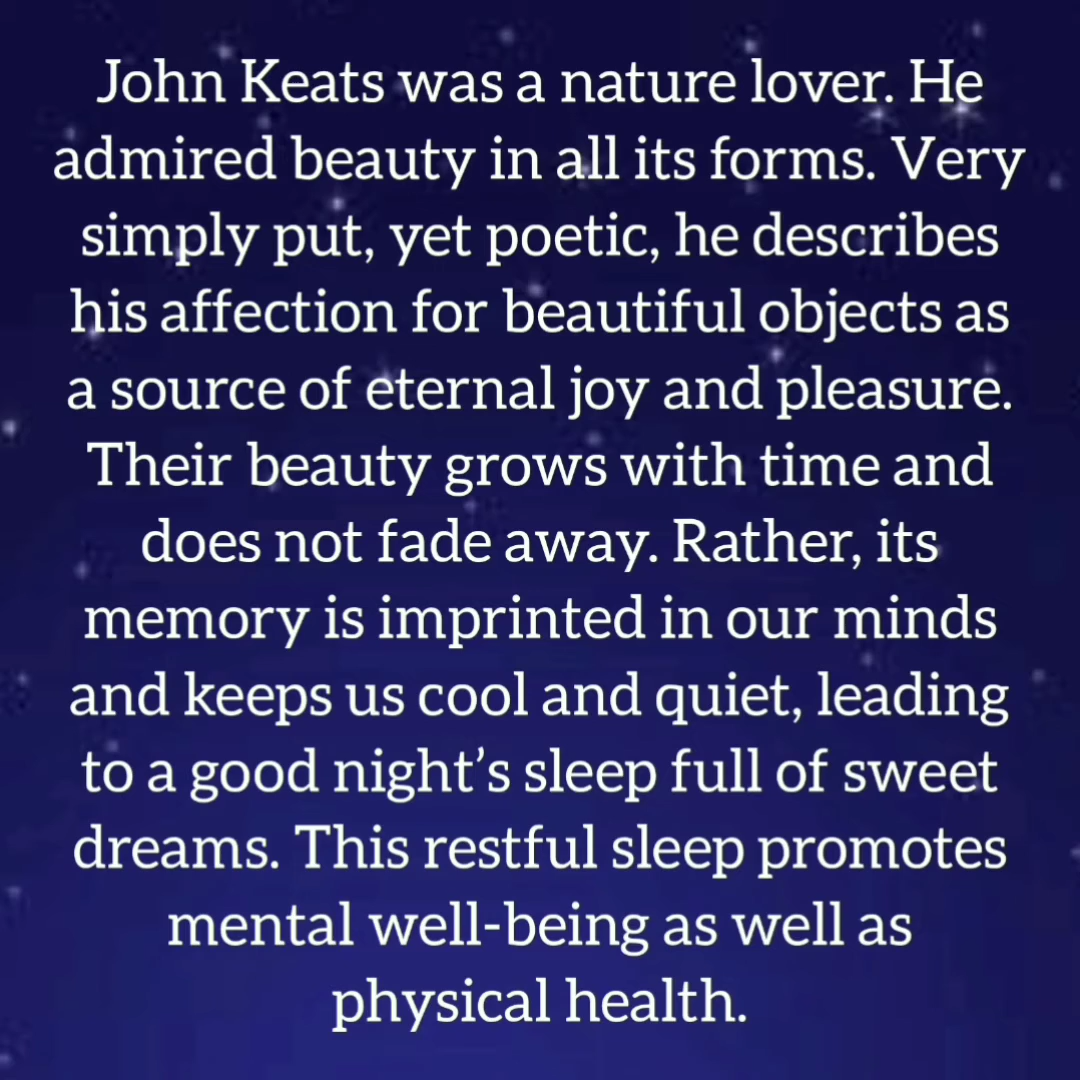 John Keats was a nature lover. He
admired beauty in all its forms. Very
simply put, yet poetic, he describes
his affection for beautiful objects as
a source of eternal joy and pleasure.
Their beauty grows with time and
does not fade away. Rather, its
memory is imprinted in our minds
and keeps us cool and quiet, leading
to a good night’s sleep full of sweet
dreams. This restful sleep promotes
mental well-being as well as
physical health.